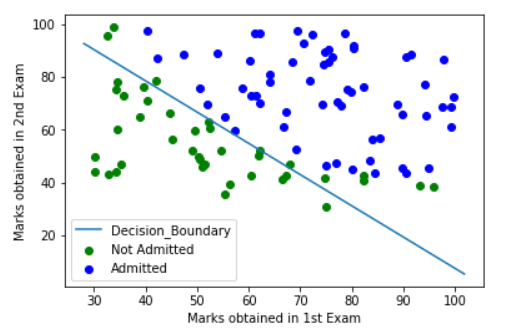 100
80
60
40
20
Marks obtained in 2nd Exam
Decision_Boundary
Not Admitted
Admitted
30 40 50 60 70 80 90 100
Marks obtained in 1st Exam